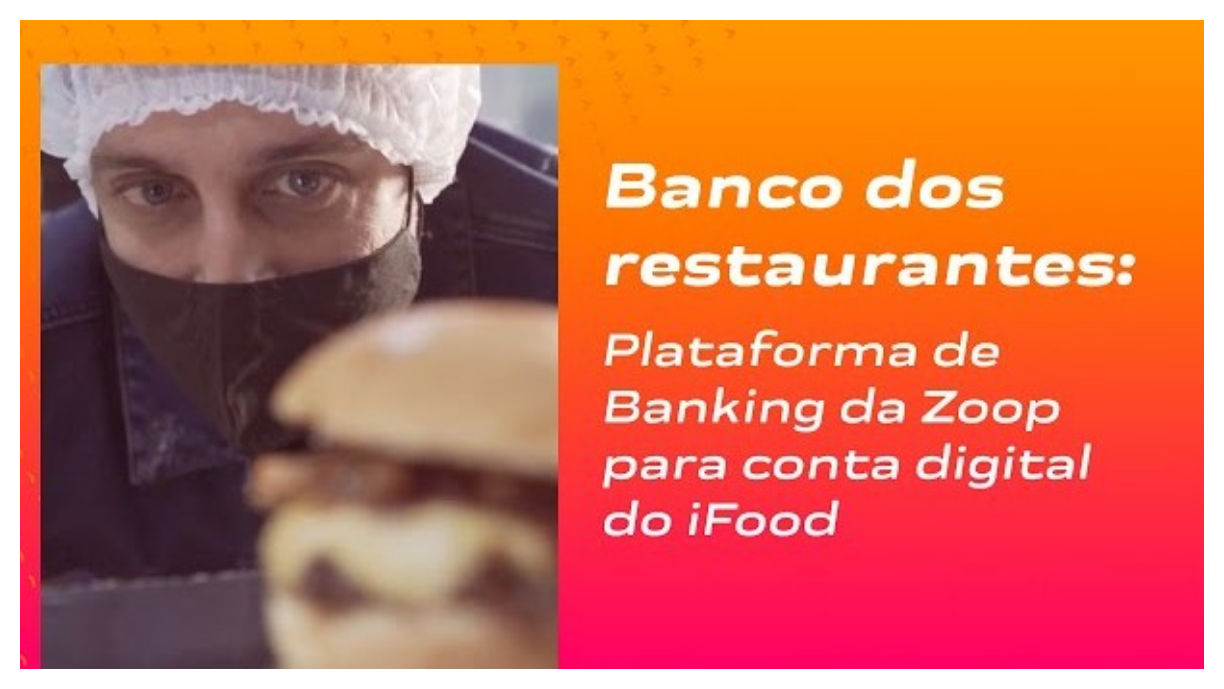 Banco dos
restaurantes:
Plataforma de
Banking da Zoop
para conta digital
do iFood